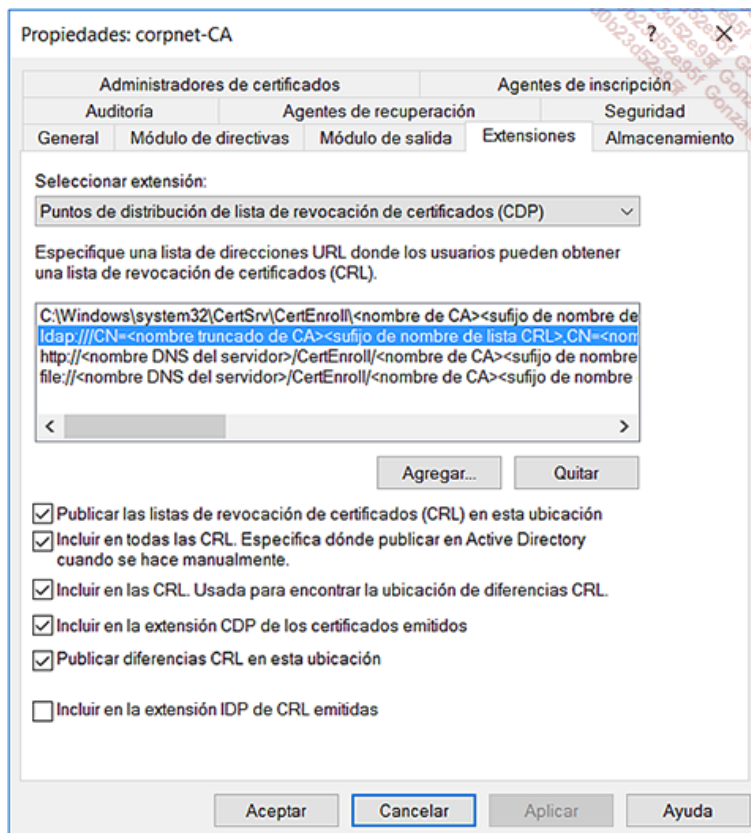 Propiedades: corpnet-CA
? X
Administradores de certificados Agentes de inscripción
Auditoría Agentes de recuperación Seguridad
General Módulo de directivas Módulo de salida Extensiones Almacenamiento
Seleccionar extensión:
Puntos de distribución de lista de revocación de certificados (CDP)
Especifique una lista de direcciones URL donde los usuarios pueden obtener
una lista de revocación de certificados (CRL).
C:\Windows\system32\CertSrv\CertEnroll\<nombre de CA><sufijo de nombre de
ldap:///CN=<nombre truncado de CA><sufijo de nombre de lista CRL>,CN=<nom
http://<nombre DNS del servidor>/CertEnroll/<nombre de CA><sufijo de nombre
file://<nombre DNS del servidor>/CertEnroll/<nombre de CA><sufijo de nombre
Agregar... Quitar
Publicar las listas de revocación de certificados (CRL) en esta ubicación
Incluir en todas las CRL. Especifica dónde publicar en Active Directory
cuando se hace manualmente.
Incluir en las CRL. Usada para encontrar la ubicación de diferencias CRL.
Incluir en la extensión CDP de los certificados emitidos
Publicar diferencias CRL en esta ubicación
Incluir en la extensión IDP de CRL emitidas
Aceptar Cancelar Aplicar Ayuda